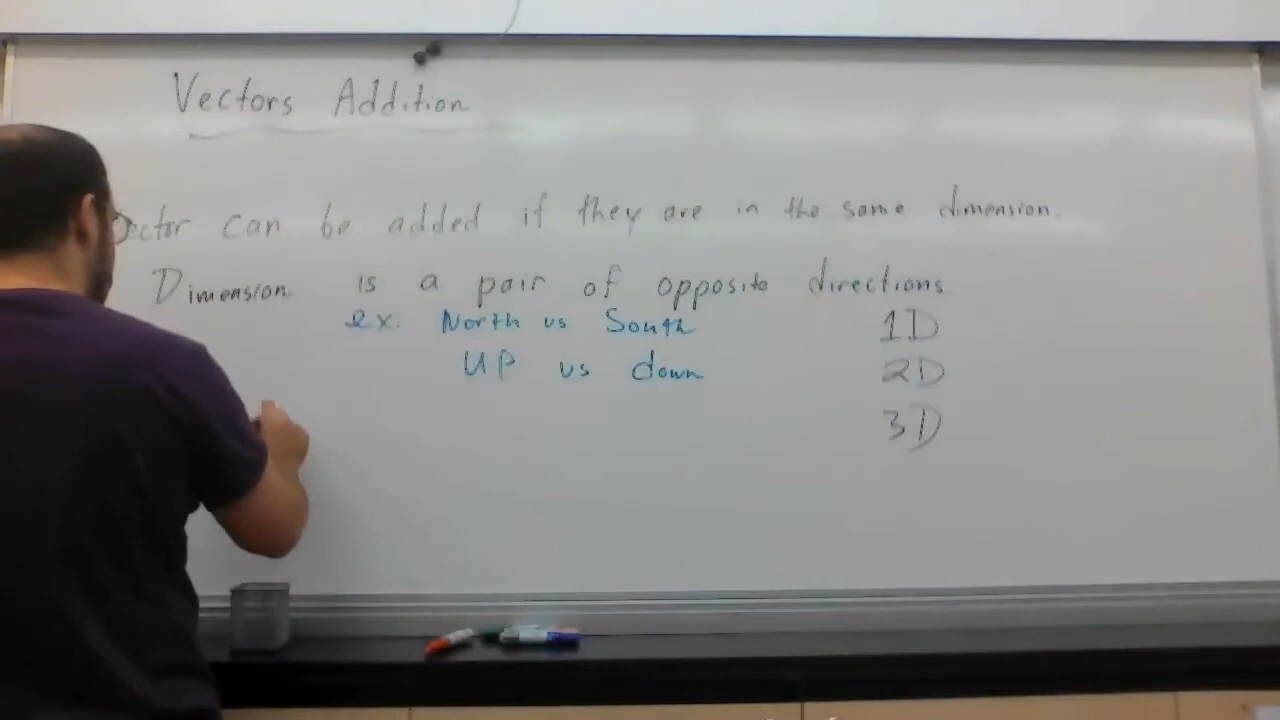 Vectors Addition
ector can be added if they are in the same dimension.
Dimension is a pair of opposite directions
ex. North vs South 1D
UP vs down 2D
3D